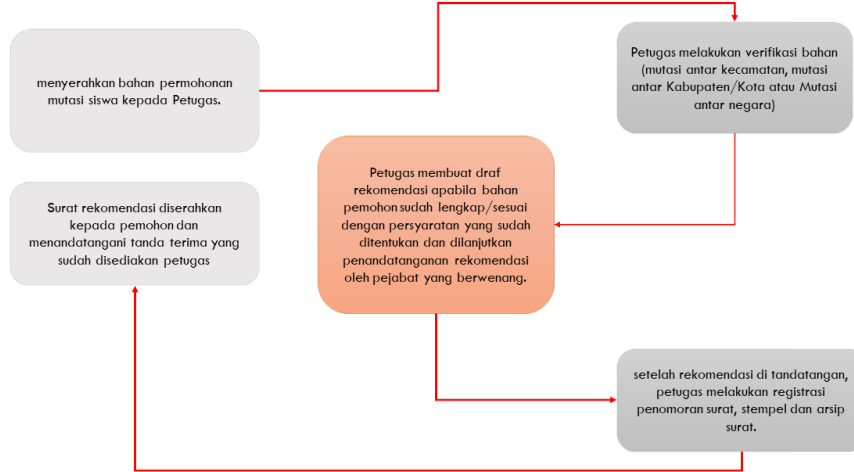 menyerahkan bahan permohonan
mutasi siswa kepada Petugas.
Petugas melakukan verifikasi bahan
(mutasi antar kecamatan, mutasi
antar Kabupaten/Kota atau Mutasi
antar negara)
Petugas membuat draf
rekomendasi apabila bahan
pemohon sudah lengkap/sesuai
dengan persyaratan yang sudah
ditentukan dan dilanjutkan
penandatanganan rekomendasi
oleh pejabat yang berwenang.
setelah rekomendasi di tandatangan,
petugas melakukan registrasi
penomoran surat, stempel dan arsip
surat.
Surat rekomendasi diserahkan
kepada pemohon dan
menandatangani tanda terima yang
sudah disediakan petugas